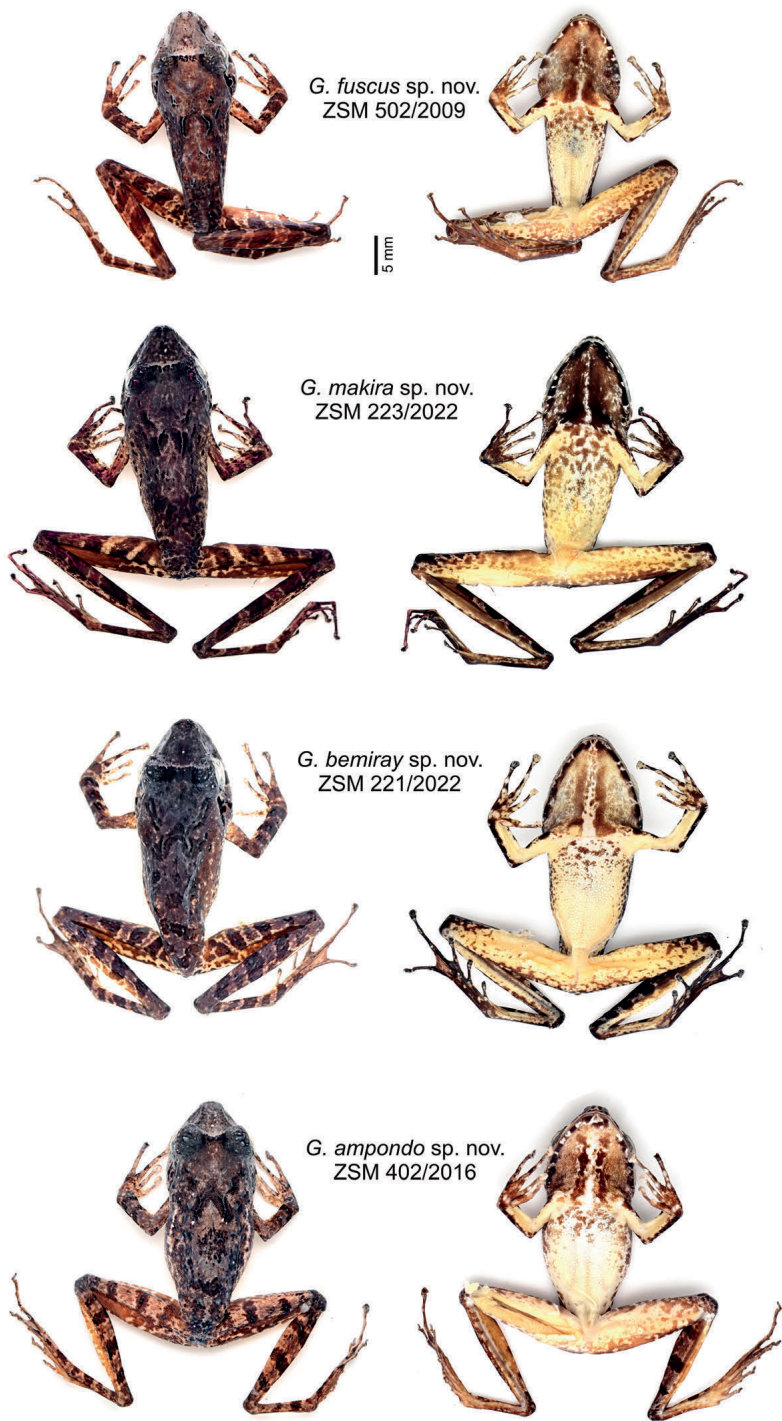 G. fuscus sp. nov.
ZSM 502/2009
5 mm
G. makira sp. nov.
ZSM 223/2022
G. bemiray sp. nov.
ZSM 221/2022
G. ampondo sp. nov.
ZSM 402/2016